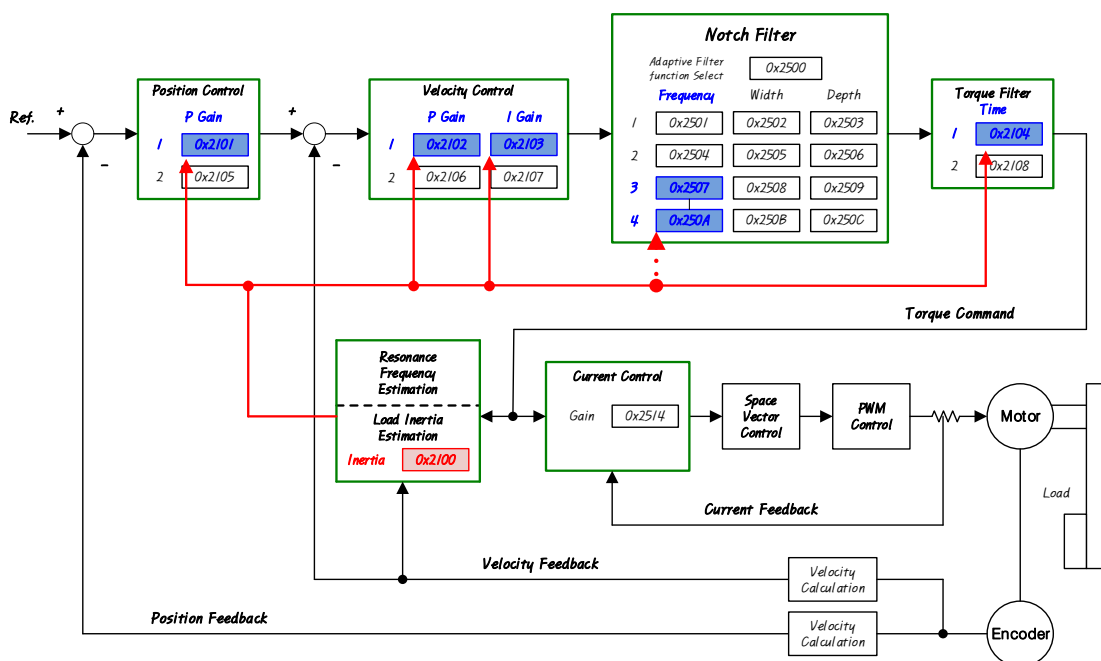 Notch Filter
Adaptive Filter
function Select
0x2500
Frequency Width Depth
1 0x2501 0x2502 0x2503
2 0x2504 0x2505 0x2506
3 0x2507 0x2508 0x2509
4 0x250A 0x250B 0x250C
Ref.
+
-
Position Control
P Gain
1 0x2101
2 0x2105
+
-
Velocity Control
P Gain I Gain
1 0x2102 0x2103
2 0x2106 0x2107
Torque Filter
Time
1 0x2104
2 0x2108
Torque Command
Resonance
Frequency
Estimation
Load Inertia
Estimation
Inertia 0x2100
Current Control
Gain 0x2514
Space
Vector
Control
PWM
Control
Motor
Load
Current Feedback
Velocity Feedback
Velocity
Calculation
Position Feedback
Velocity
Calculation
Encoder